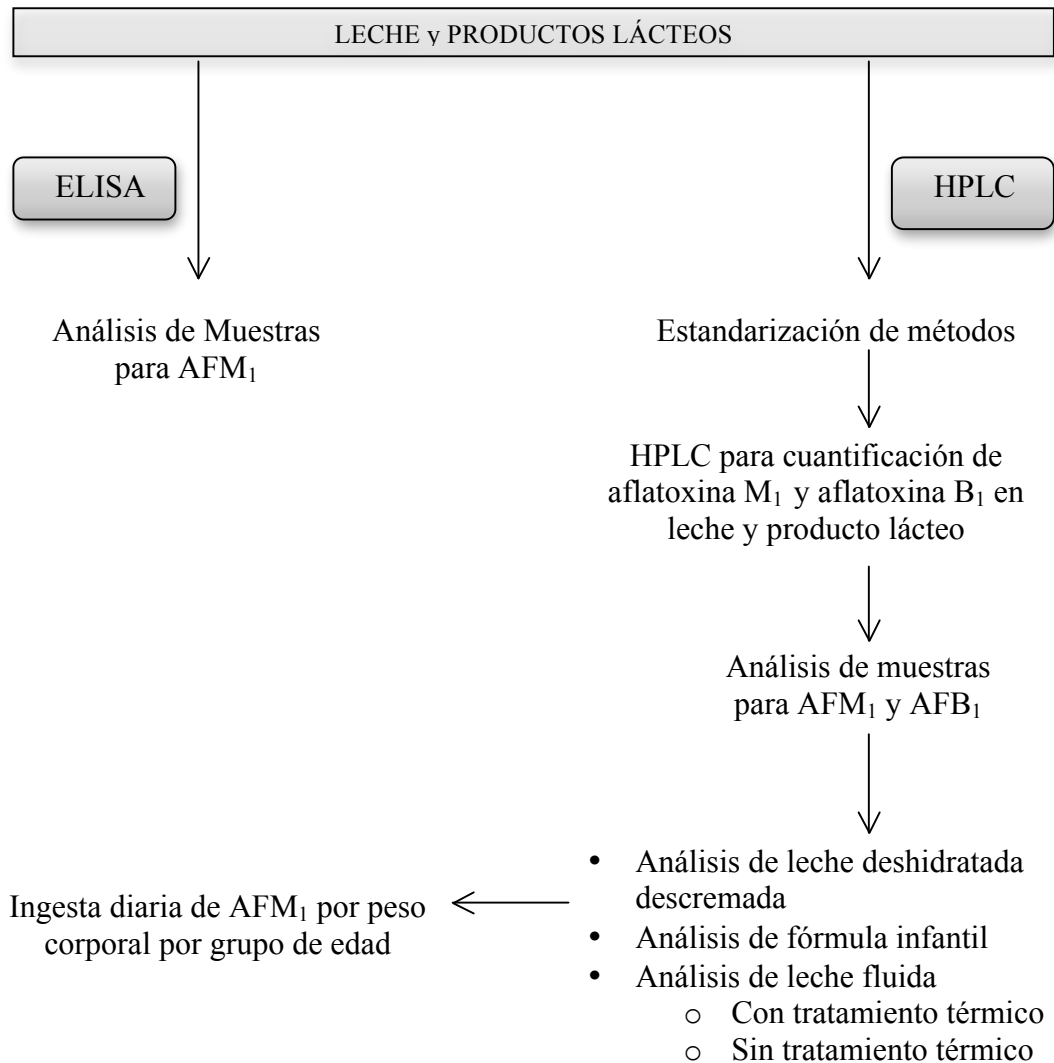 LECHE y PRODUCTOS LÁCTEOS
ELISA
HPLC
Análisis de Muestras
para AFM₁
Estandarización de métodos
HPLC para cuantificación de
aflatoxina M₁ y aflatoxina B₁ en
leche y producto lácteo
Análisis de muestras
para AFM₁ y AFB₁
• Análisis de leche deshidratada
descremada
• Análisis de fórmula infantil
• Análisis de leche fluida
o Con tratamiento térmico
o Sin tratamiento térmico
Ingesta diaria de AFM₁ por peso
corporal por grupo de edad